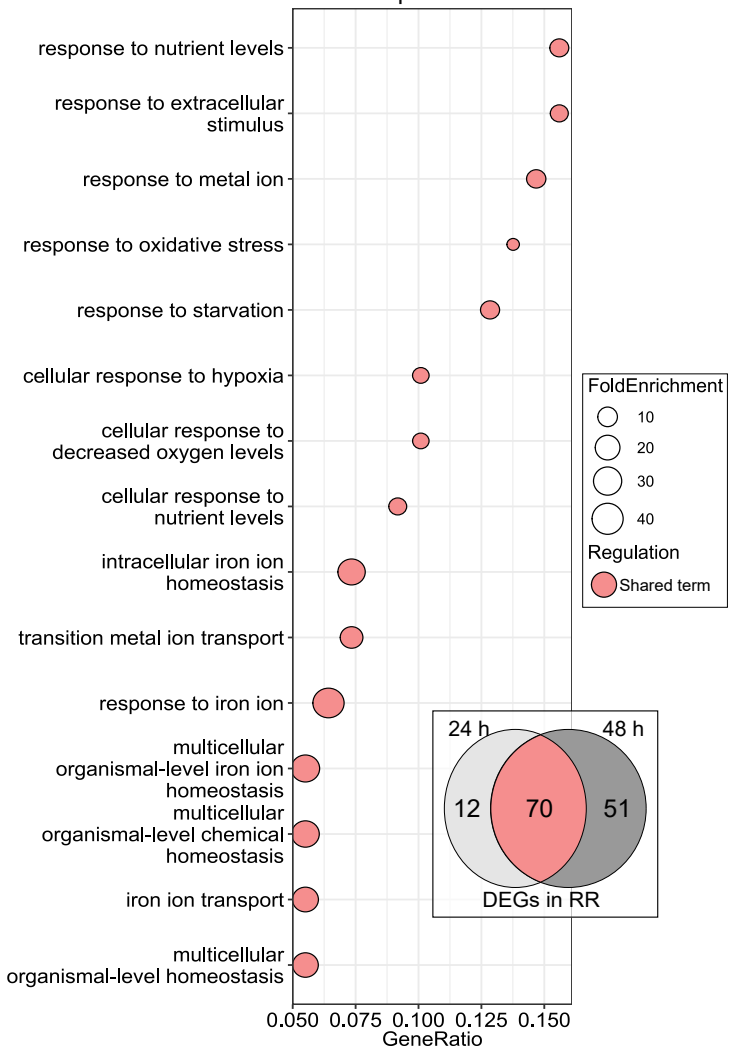 response to nutrient levels
response to extracellular
stimulus
response to metal ion
response to oxidative stress
response to starvation
cellular response to hypoxia
cellular response to
decreased oxygen levels
cellular response to
nutrient levels
intracellular iron ion
homeostasis
transition metal ion transport
response to iron ion
multicellular
organismal-level iron ion
homeostasis
multicellular
organismal-level chemical
homeostasis
iron ion transport
multicellular
organismal-level homeostasis
0.050 0.075 0.100 0.125 0.150
GeneRatio
FoldEnrichment
10
20
30
40
Regulation
Shared term
24 h 48 h
12 70 51
DEGs in RR